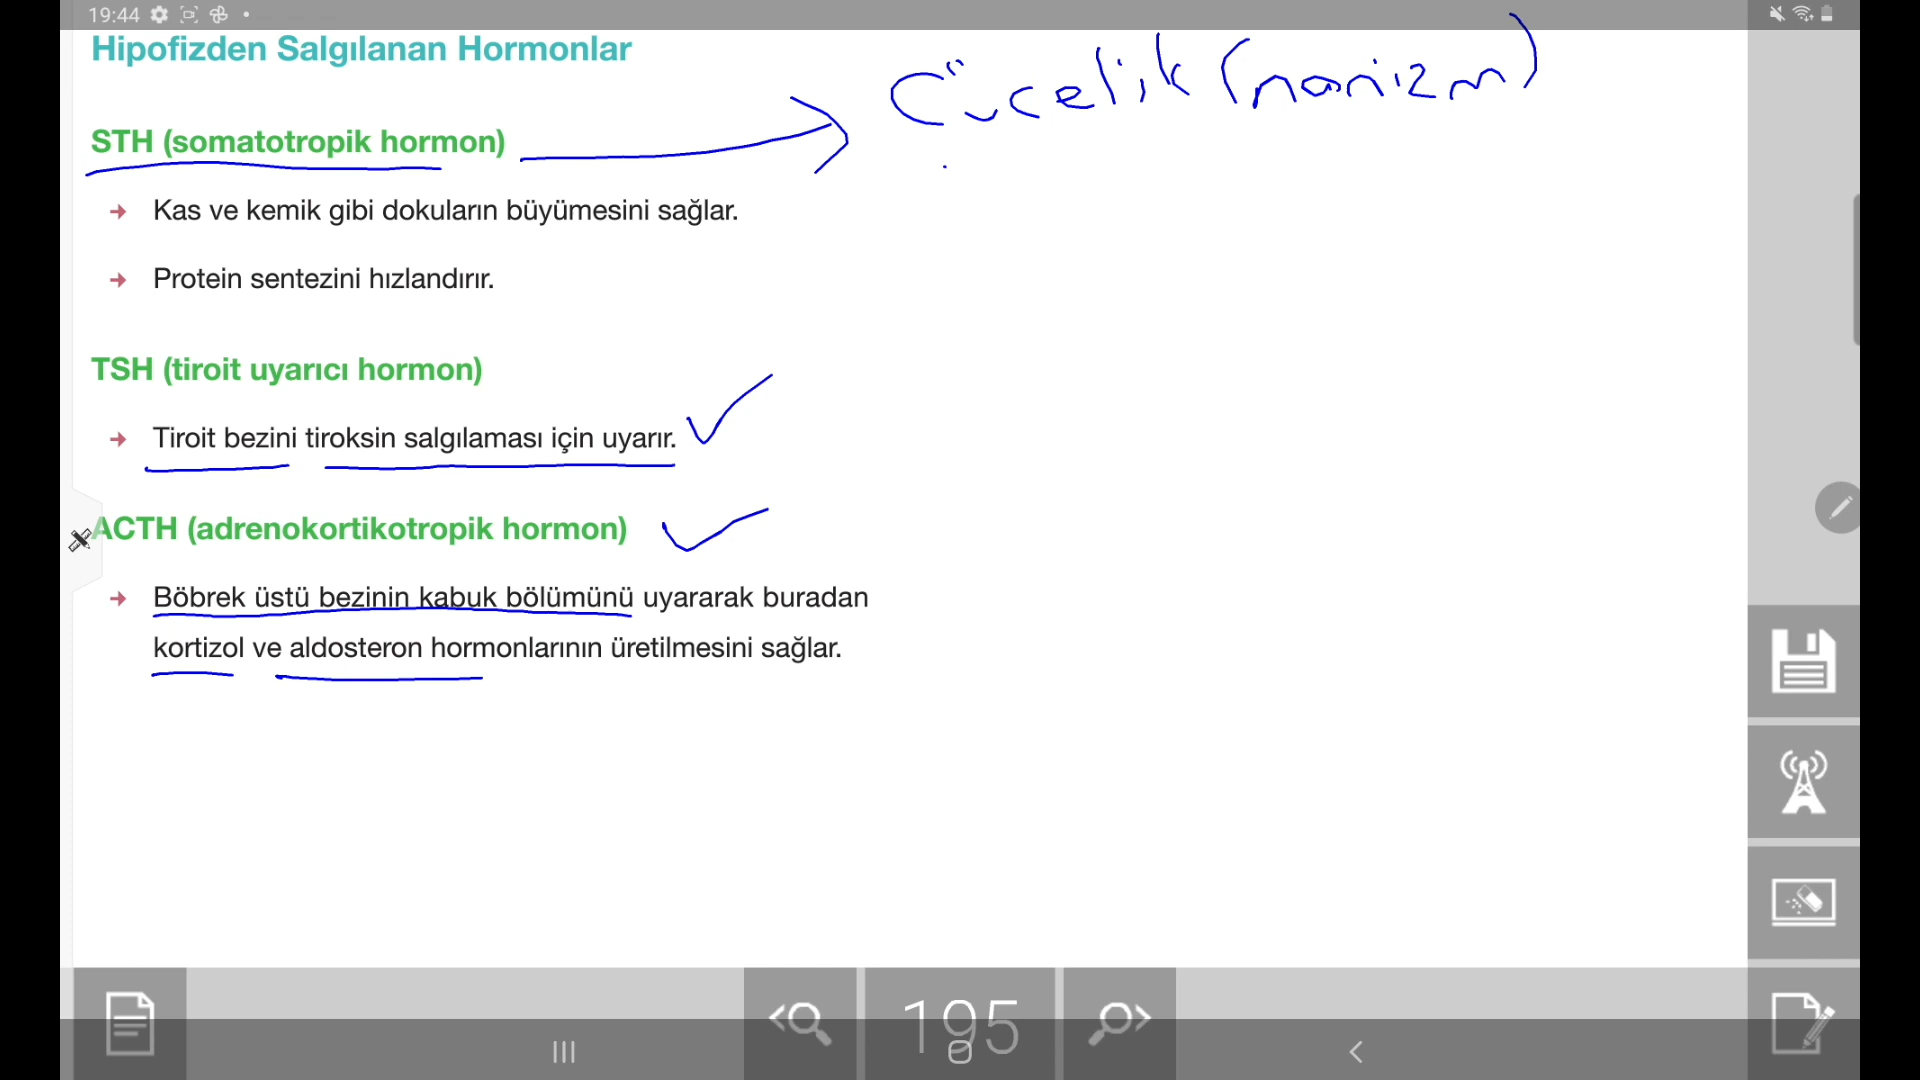 19:44
Hipofizden Salgılanan Hormonlar
Cücelik (nanizm)
STH (somatotropik hormon)
Kas ve kemik gibi dokuların büyümesini sağlar.
Protein sentezini hızlandırır.
TSH (tiroit uyarıcı hormon)
Tiroit bezini tiroksin salgılaması için uyarır.
ACTH (adrenokortikotropik hormon)
Böbrek üstü bezinin kabuk bölümünü uyararak buradan
kortizol ve aldosteron hormonlarının üretilmesini sağlar.
195